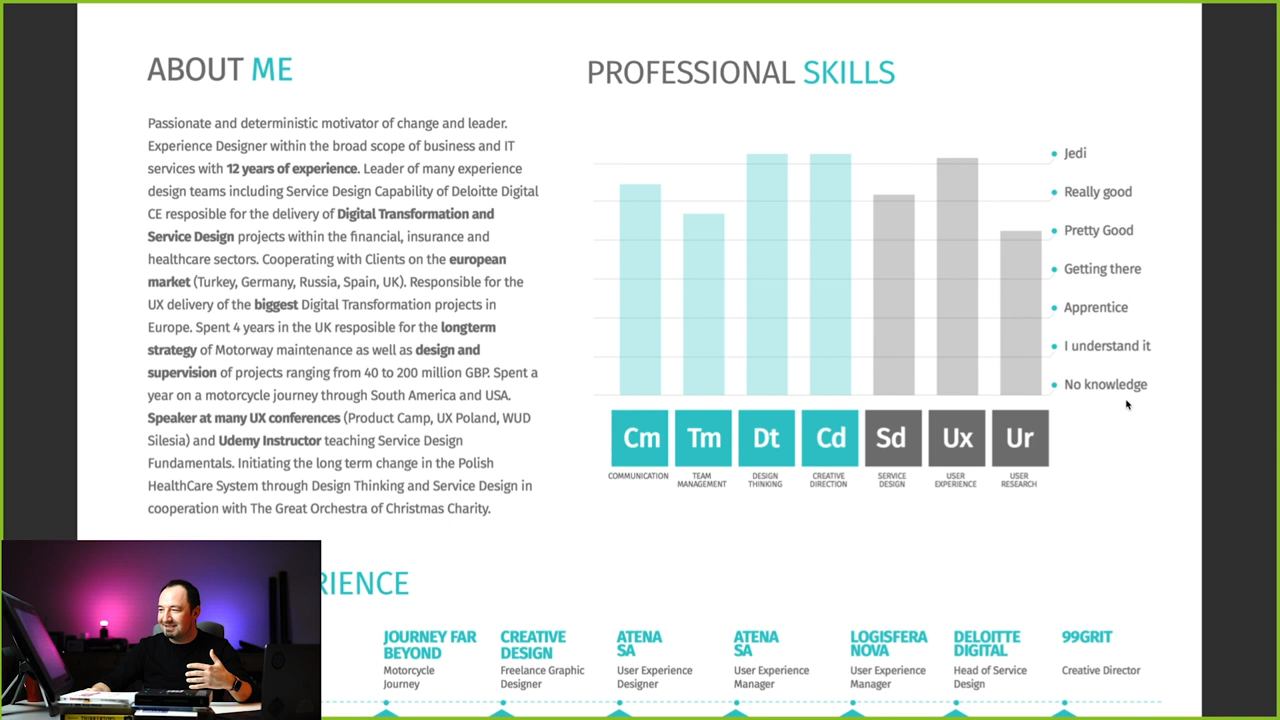 ABOUT ME
Passionate and deterministic motivator of change and leader.
Experience Designer within the broad scope of business and IT
services with 12 years of experience. Leader of many experience
design teams including Service Design Capability of Deloitte Digital
CE resposible for the delivery of Digital Transformation and
Service Design projects within the financial, insurance and
healthcare sectors. Cooperating with Clients on the european
market (Turkey, Germany, Russia, Spain, UK). Responsible for the
UX delivery of the biggest Digital Transformation projects in
Europe. Spent 4 years in the UK resposible for the longterm
strategy of Motorway maintenance as well as design and
supervision of projects ranging from 40 to 200 million GBP. Spent a
year on a motorcycle journey through South America and USA.
Speaker at many UX conferences (Product Camp, UX Poland, WUD
Silesia) and Udemy Instructor teaching Service Design
Fundamentals. Initiating the long term change in the Polish
HealthCare System through Design Thinking and Service Design in
cooperation with The Great Orchestra of Christmas Charity.
PROFESSIONAL SKILLS
Jedi
Really good
Pretty Good
Getting there
Apprentice
I understand it
No knowledge
Cm Tm Dt Cd Sd Ux Ur
COMMUNICATION
TEAM
MANAGEMENT
DESIGN
THINKING
CREATIVE
DIRECTION
SERVICE
DESIGN
USER
EXPERIENCE
USER
RESEARCH
RIENCE
JOURNEY FAR
BEYOND
Motorcycle
Journey
CREATIVE
DESIGN
Freelance Graphic
Designer
ATENA
SA
User Experience
Designer
ATENA
SA
User Experience
Manager
LOGISFERA
NOVA
User Experience
Manager
DELOITTE
DIGITAL
Head of Service
Design
99GRIT
Creative Director